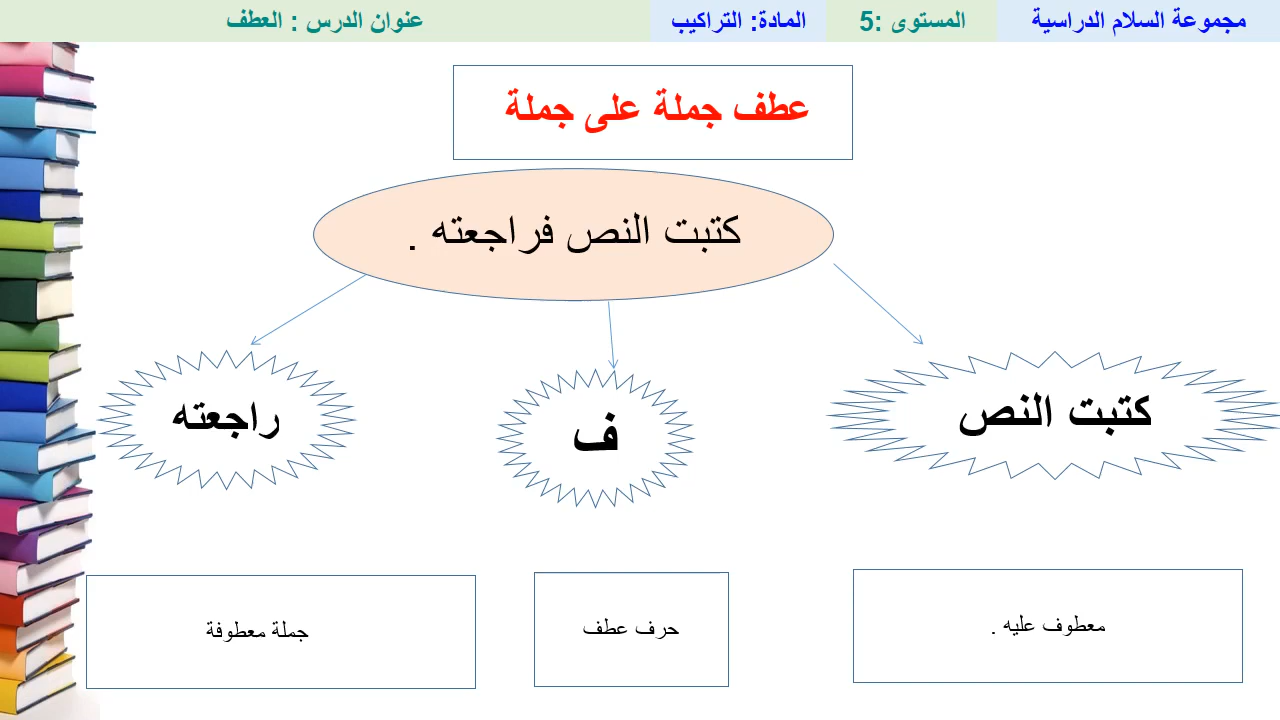 مجموعة السلام الدراسية
المستوى :5
المادة: التراكيب
عنوان الدرس : العطف
عطف جملة على جملة
كتبت النص فراجعته .
كتبت النص
ف
راجعته
معطوف عليه .
حرف عطف
جملة معطوفة